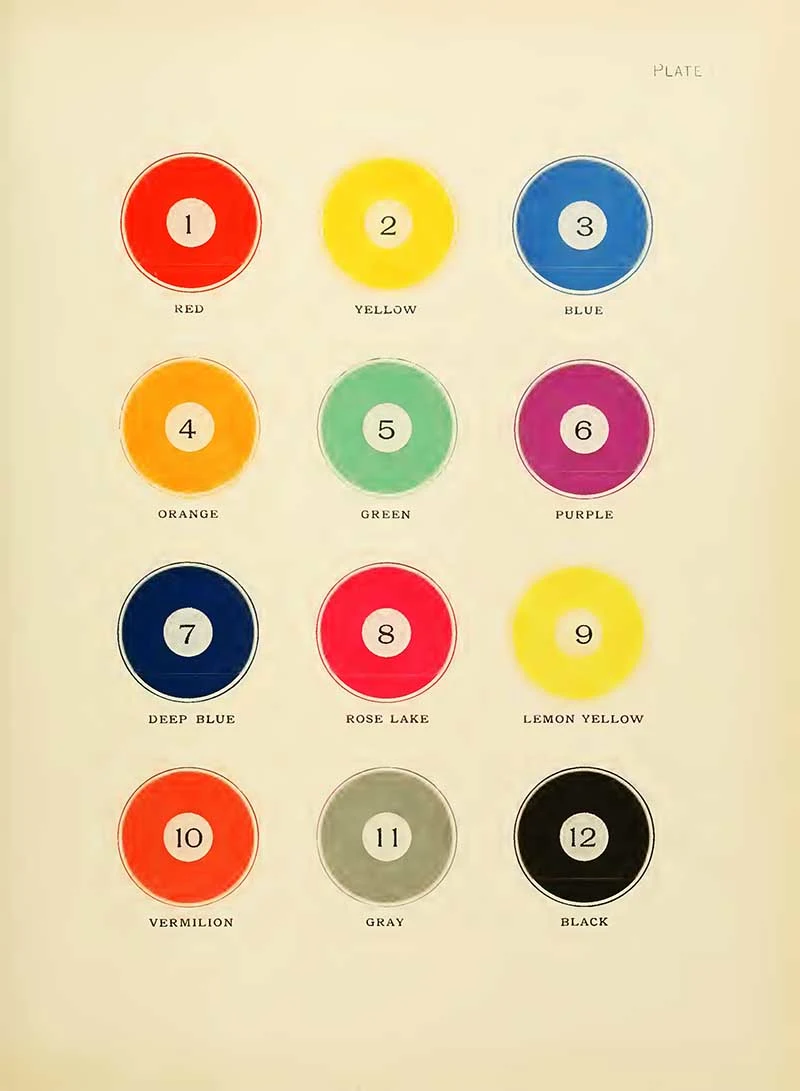 PLATE
1 2 3
RED YELLOW BLUE
4 5 6
ORANGE GREEN PURPLE
7 8 9
DEEP BLUE ROSE LAKE LEMON YELLOW
10 11 12
VERMILION GRAY BLACK